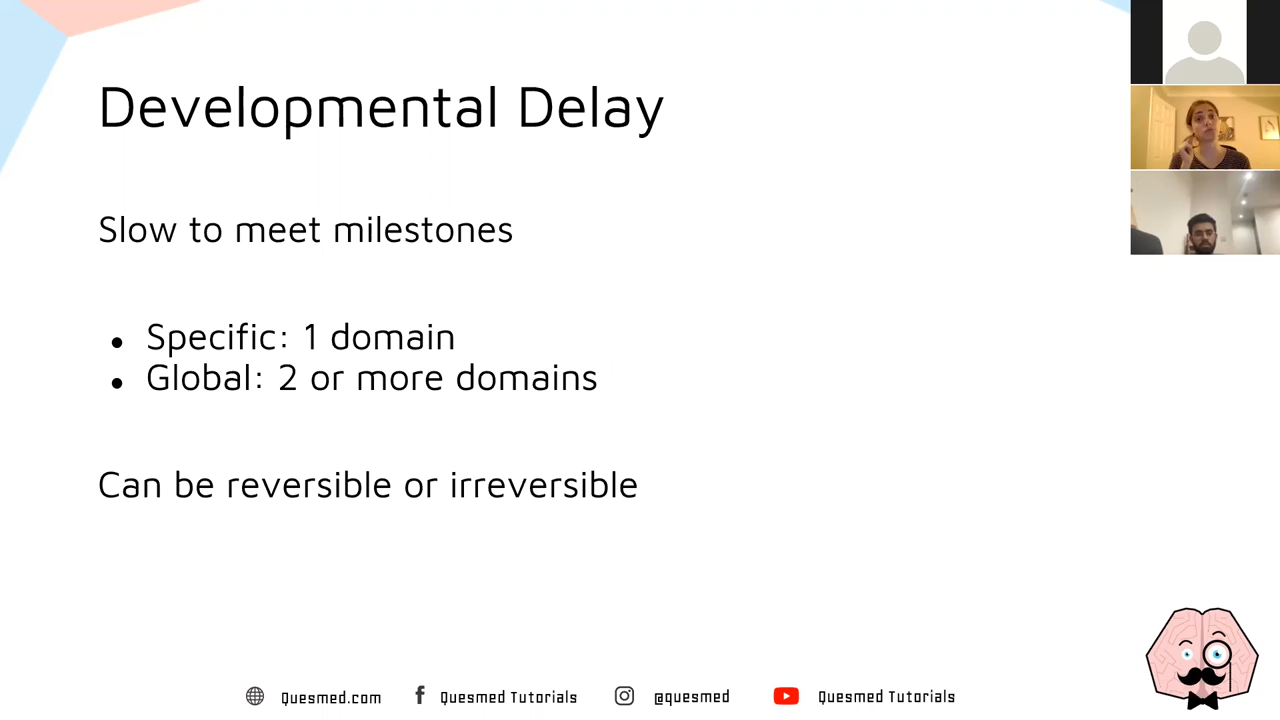 Developmental Delay
Slow to meet milestones
● Specific: 1 domain
● Global: 2 or more domains
Can be reversible or irreversible
Quesmed.com Quesmed Tutorials @quesmed Quesmed Tutorials